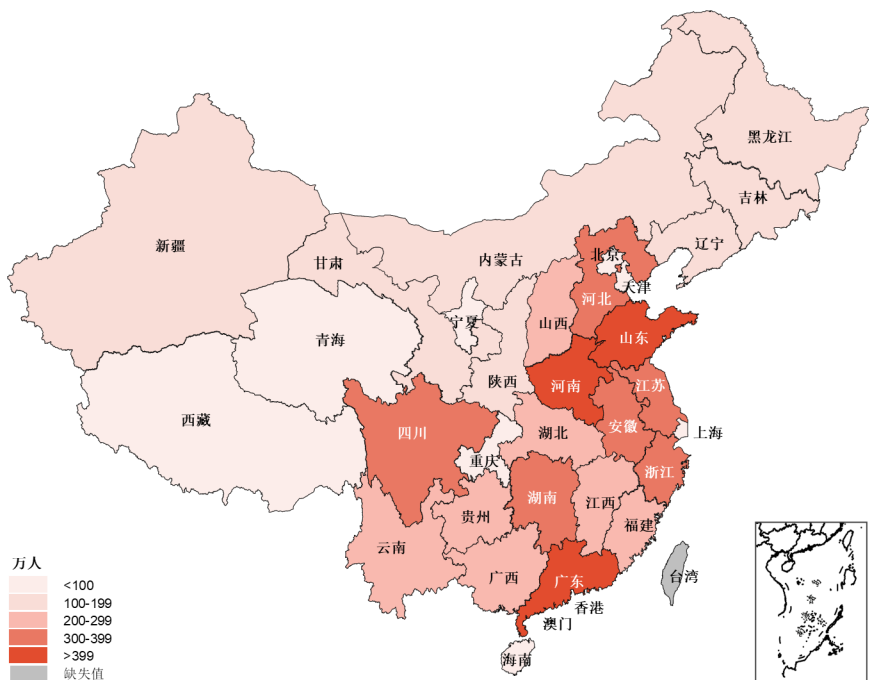 黑龙江
吉林
辽宁
新疆
甘肃
内蒙古
北京
天津
河北
山西
山东
宁夏
青海
陕西
河南
江苏
西藏
四川
安徽
湖北
上海
重庆
浙江
湖南
江西
贵州
福建
云南
广西
广东
台湾
香港
澳门
海南
万人
<100
100-199
200-299
300-399
>399
缺失值